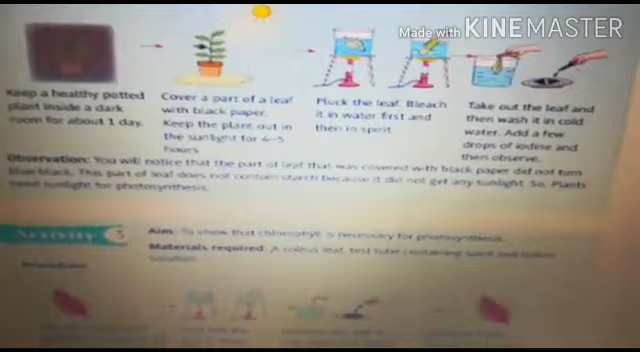 Made with KINEMASTER
Keep a healthy potted
plant inside a dark
room for about 1 day.
Cover a part of a leaf
with black paper.
Keep the plant out in
the sunlight for 4-5
hours
Pluck the leaf. Bleach
it in water first and
then in spirit
Take out the leaf and
then wash it in cold
water. Add a few
drops of iodine and
then observe.
Observation: You will notice that the part of leaf that was covered with black paper did not turn
blue-black. This part of leaf does not contain starch because it did not get any sunlight. So, Plants
need sunlight for photosynthesis.
Activity 3
Aim: To show that chlorophyll is necessary for photosynthesis.
Materials required: A coleus leaf, test tube containing spirit and iodine
solution
Procedure